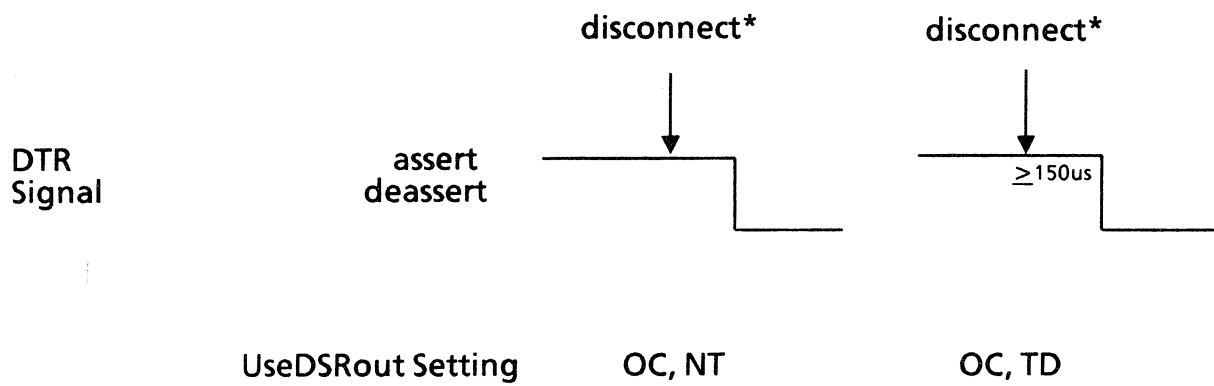 disconnect* disconnect*
DTR assert
Signal deassert
≥150us
UseDSRout Setting OC, NT OC, TD